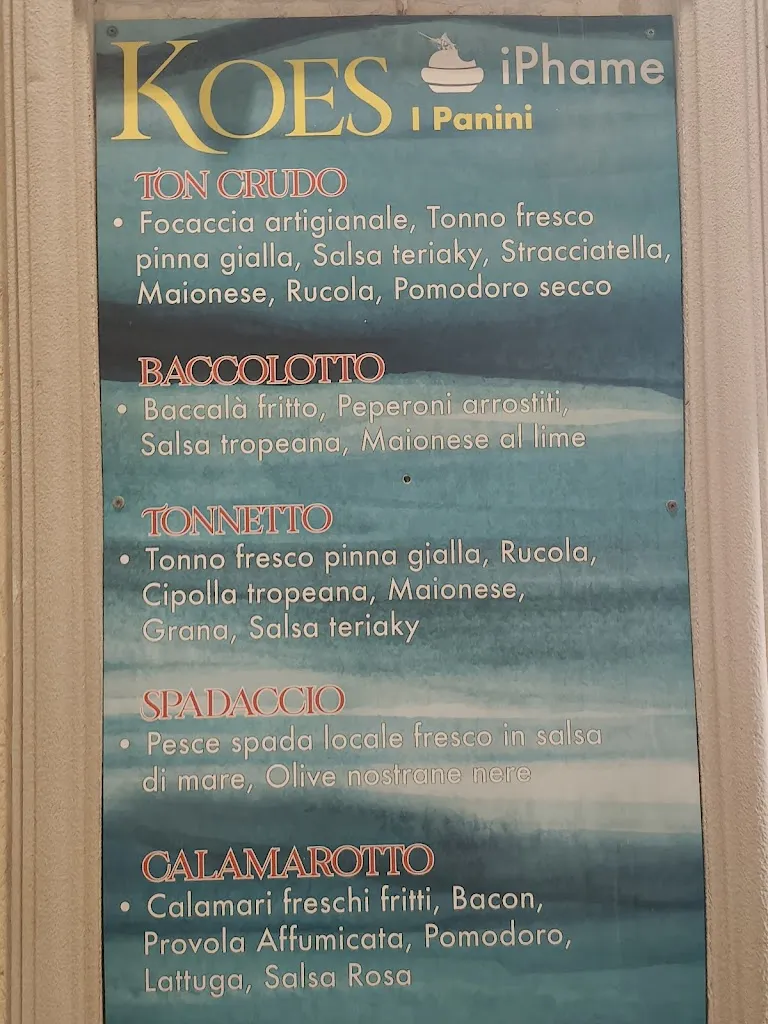 KOES
iPhame
I Panini
TON CRUDO
• Focaccia artigianale, Tonno fresco
pinna gialla, Salsa teriaky, Stracciatella,
Maionese, Rucola, Pomodoro secco
BACCOLOTTO
• Baccalà fritto, Peperoni arrostiti,
Salsa tropeana, Maionese al lime
TONNETTO
• Tonno fresco pinna gialla, Rucola,
Cipolla tropeana, Maionese,
Grana, Salsa teriaky
SPADACCIO
• Pesce spada locale fresco in salsa
di mare, Olive nostrane nere
CALAMAROTTO
• Calamari freschi fritti, Bacon,
Provola Affumicata, Pomodoro,
Lattuga, Salsa Rosa